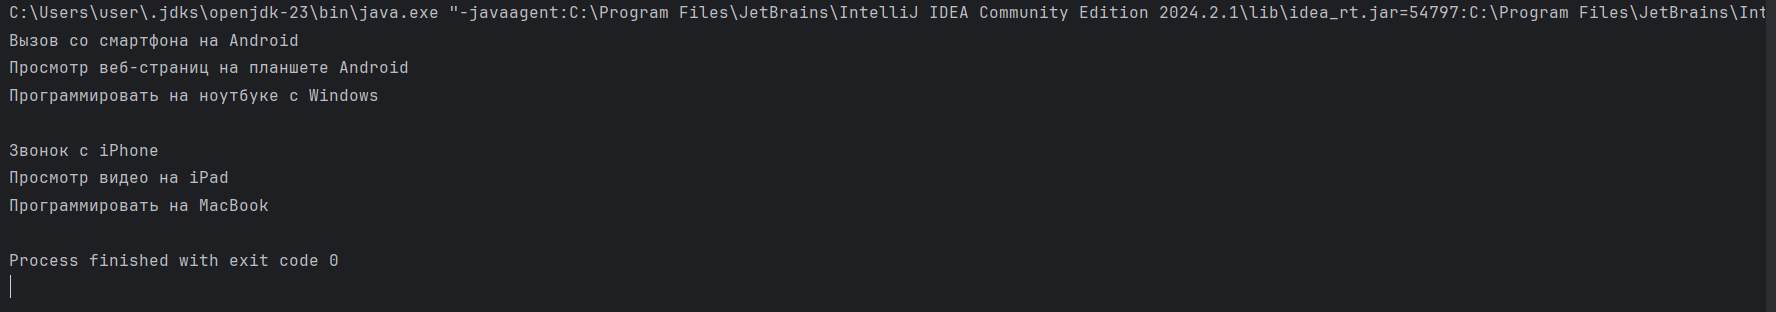 C:\Users\user\.jdks\openjdk-23\bin\java.exe "-javaagent:C:\Program Files\JetBrains\IntelliJ IDEA Community Edition 2024.2.1\lib\idea_rt.jar=54797:C:\Program Files\JetBrains\Int
Вызов со смартфона на Android
Просмотр веб-страниц на планшете Android
Программировать на ноутбуке с Windows
Звонок с iPhone
Просмотр видео на iPad
Программировать на MacBook
Process finished with exit code 0